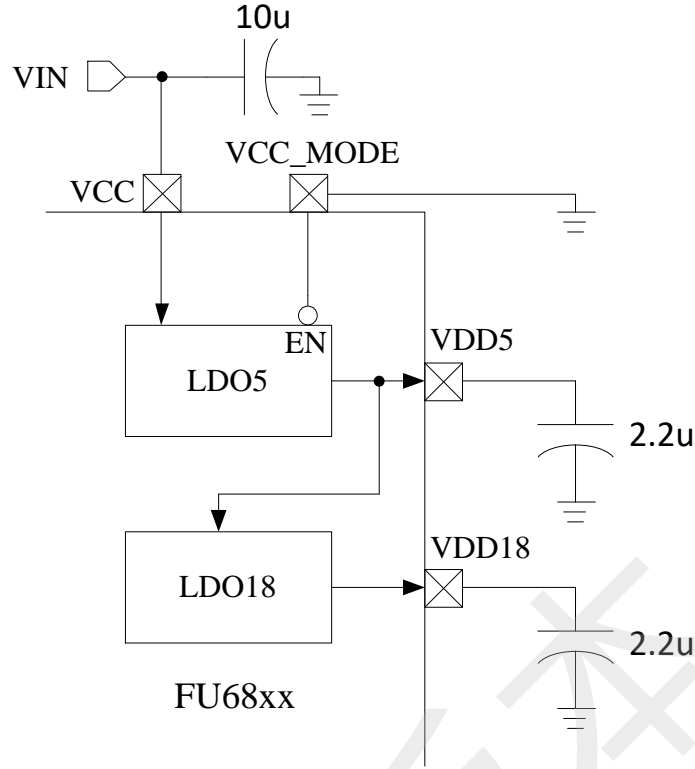 10u
VIN
VCC_MODE
VCC
EN
VDD5
LDO5
2.2u
VDD18
LDO18
2.2u
FU68xx